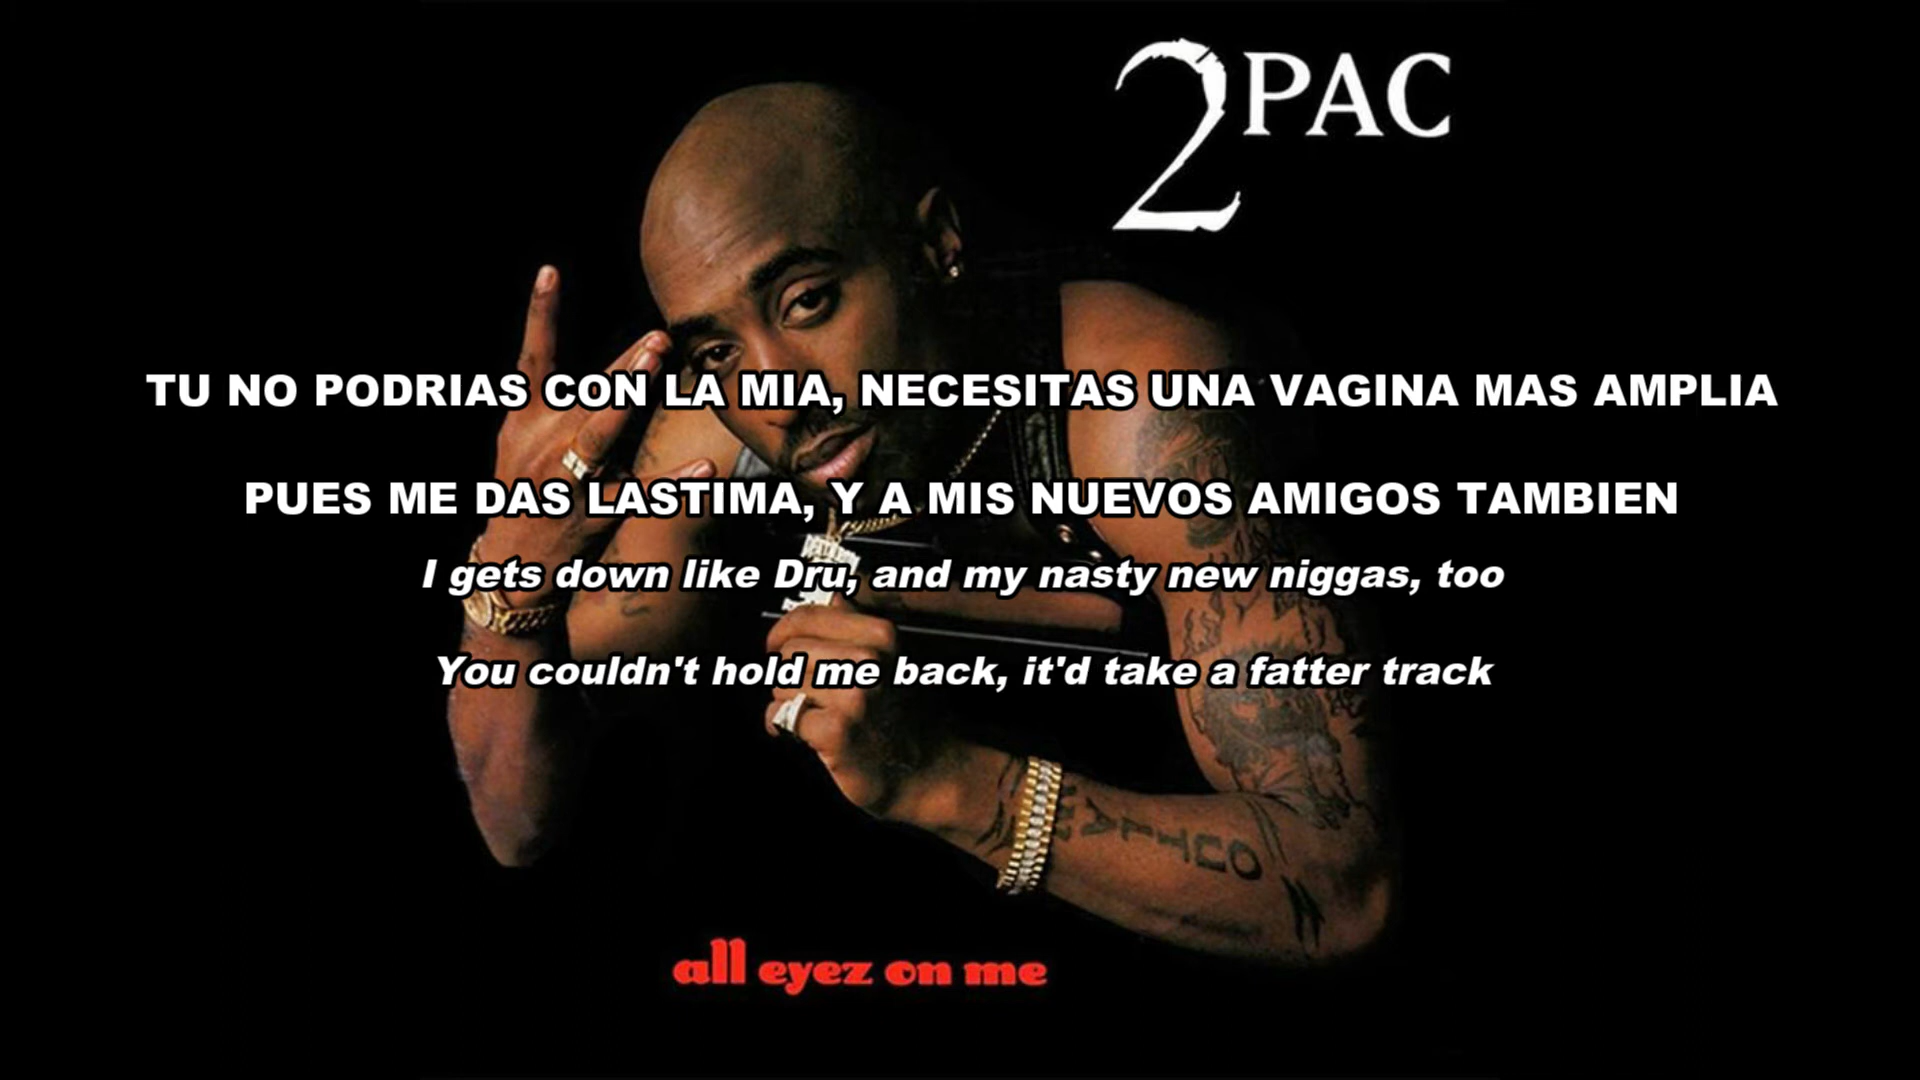 2PAC
TU NO PODRIAS CON LA MIA, NECESITAS UNA VAGINA MAS AMPLIA
PUES ME DAS LASTIMA, Y A MIS NUEVOS AMIGOS TAMBIEN
I gets down like Dru, and my nasty new niggas, too
You couldn't hold me back, it'd take a fatter track
OUTLAW
all eyez on me